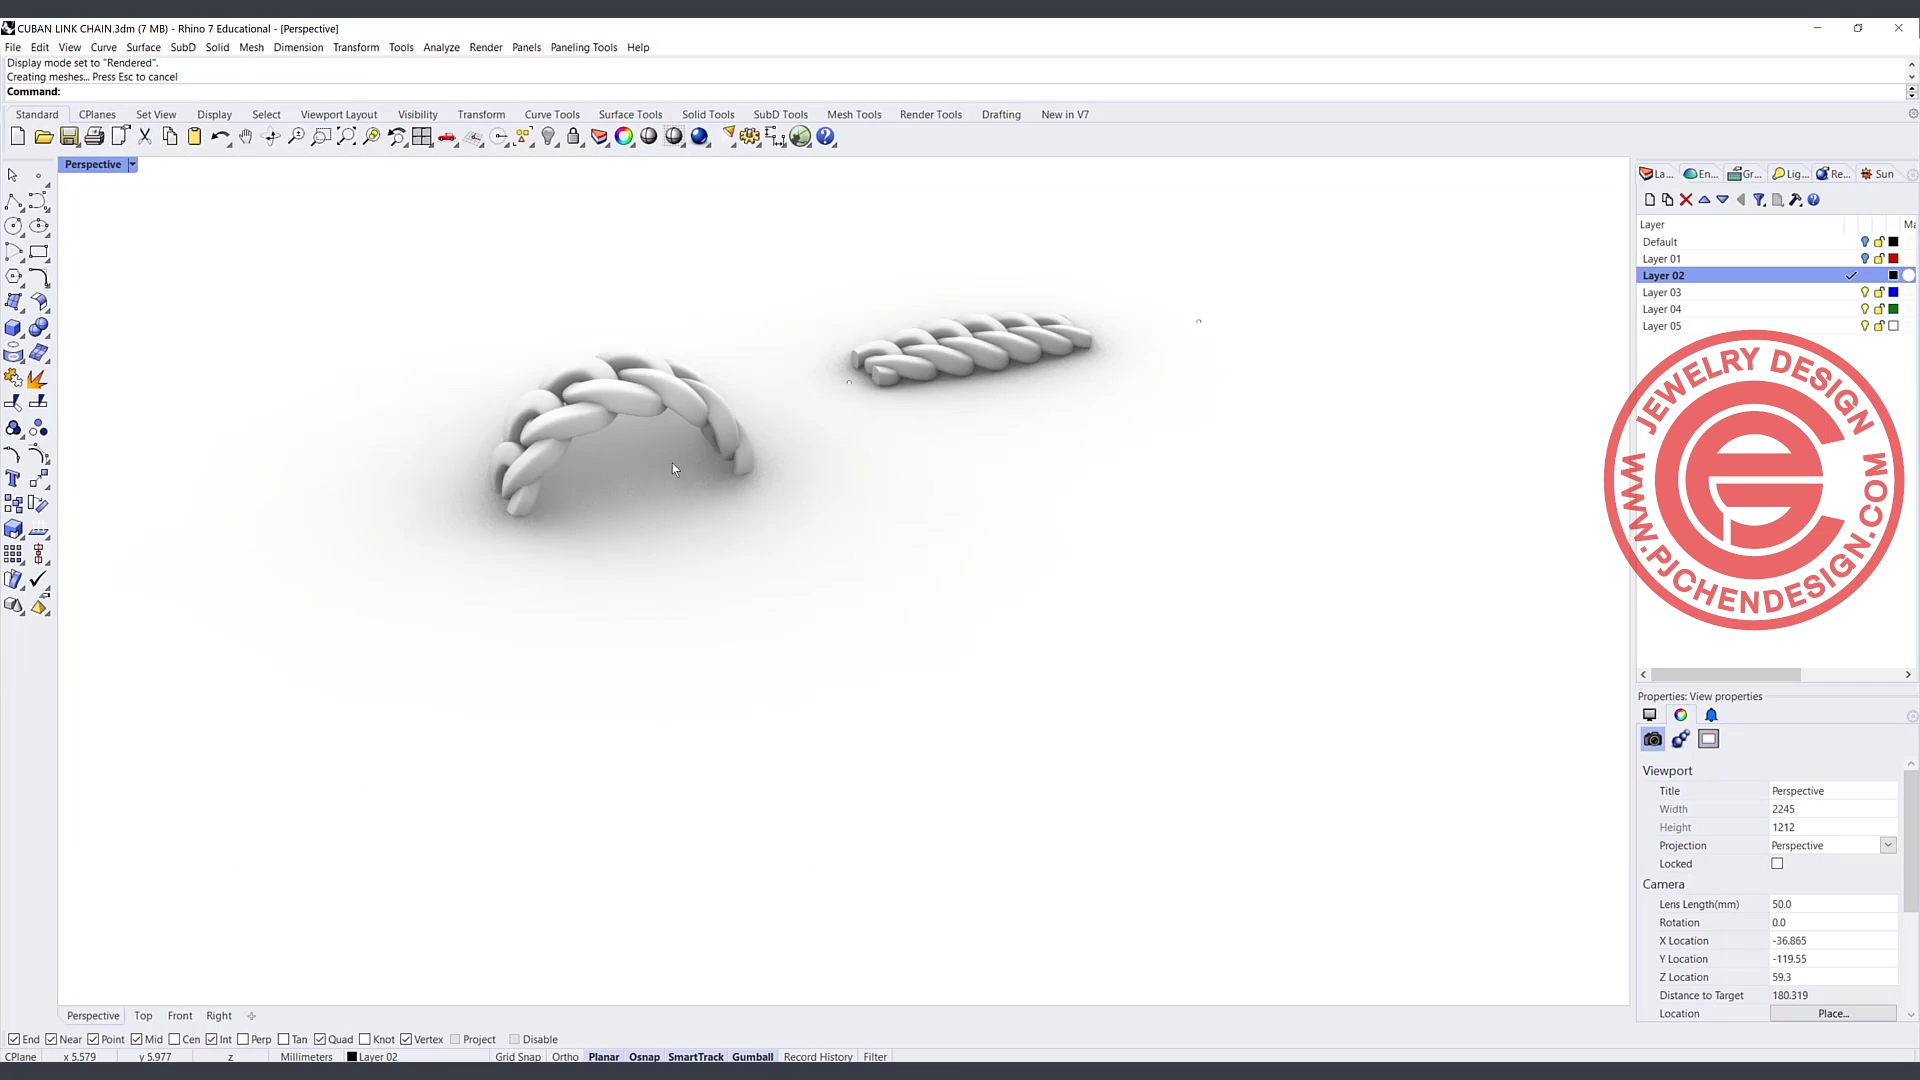 CUBAN LINK CHAIN.3dm (7 MB) - Rhino 7 Educational - [Perspective]
File Edit View Curve Surface SubD Solid Mesh Dimension Transform Tools Analyze Render Panels Paneling Tools Help
Display mode set to "Rendered".
Creating meshes... Press Esc to cancel
Command:
Standard CPlanes Set View Display Select Viewport Layout Visibility Transform Curve Tools Surface Tools Solid Tools SubD Tools Mesh Tools Render Tools Drafting New in V7
Perspective
La... En... Gr... Lig... Re... Sun
Layer Ma
Default
Layer 01
Layer 02
Layer 03
Layer 04
Layer 05
JEWELRY DESIGN
WWW.PJCHENDESIGN.COM
Properties: View properties
Viewport
Title Perspective
Width 2245
Height 1212
Projection Perspective
Locked
Camera
Lens Length(mm) 50.0
Rotation 0.0
X Location -36.865
Y Location -119.55
Z Location 59.3
Distance to Target 180.319
Location Place...
Perspective Top Front Right
End Near Point Mid Cen Int Perp Tan Quad Knot Vertex Project Disable
CPlane x 5.579 y 5.977 z Millimeters Layer 02 Grid Snap Ortho Planar Osnap SmartTrack Gumball Record History Filter